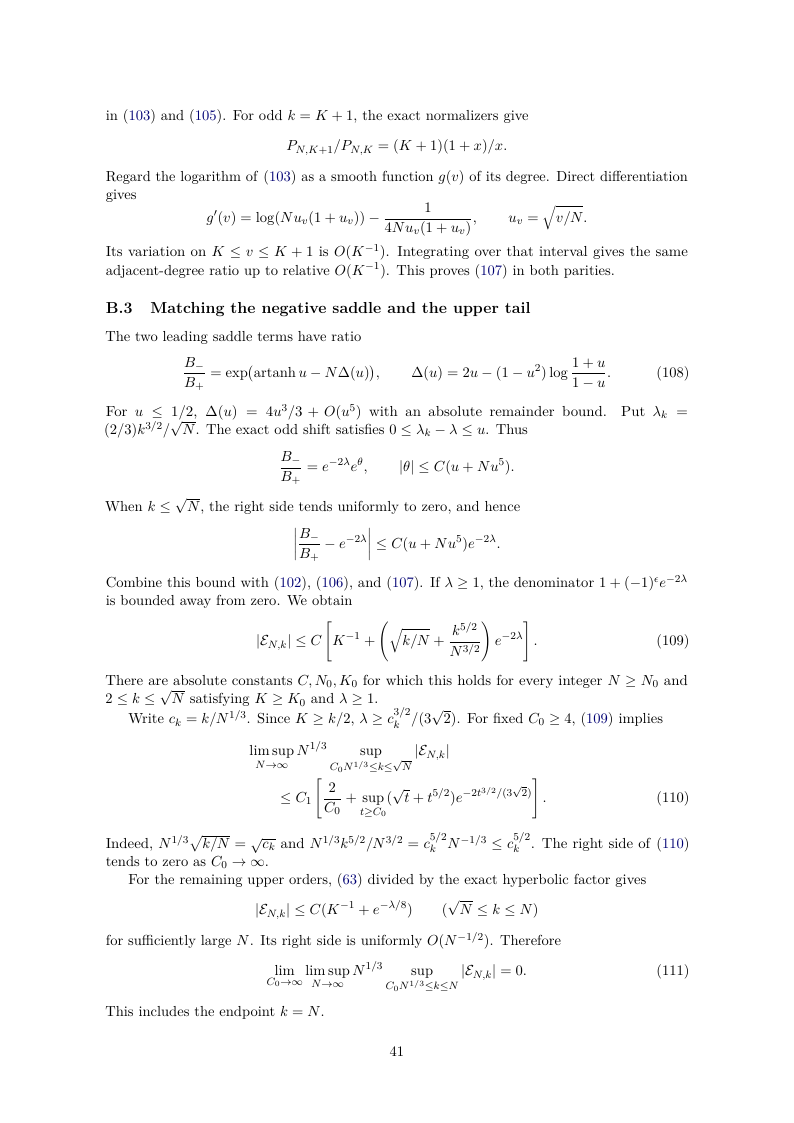 in (103) and (105). For odd k = K + 1, the exact normalizers give
P_{N,K+1}/P_{N,K} = (K + 1)(1 + x)/x.
Regard the logarithm of (103) as a smooth function g(v) of its degree. Direct differentiation
gives
g′(v) = log(Nu_v(1 + u_v)) − 1/(4Nu_v(1 + u_v)), u_v = √(v/N).
Its variation on K ≤ v ≤ K + 1 is O(K^{−1}). Integrating over that interval gives the same
adjacent-degree ratio up to relative O(K^{−1}). This proves (107) in both parities.
B.3 Matching the negative saddle and the upper tail
The two leading saddle terms have ratio
B_−/B_+ = exp(artanh u − NΔ(u)), Δ(u) = 2u − (1 − u^2) log (1 + u)/(1 − u). (108)
For u ≤ 1/2, Δ(u) = 4u^3/3 + O(u^5) with an absolute remainder bound. Put λ_k =
(2/3)k^{3/2}/√N. The exact odd shift satisfies 0 ≤ λ_k − λ ≤ u. Thus
B_−/B_+ = e^{−2λ}e^θ, |θ| ≤ C(u + Nu^5).
When k ≤ √N, the right side tends uniformly to zero, and hence
|B_−/B_+ − e^{−2λ}| ≤ C(u + Nu^5)e^{−2λ}.
Combine this bound with (102), (106), and (107). If λ ≥ 1, the denominator 1 + (−1)^ϵ e^{−2λ}
is bounded away from zero. We obtain
|ℰ_{N,k}| ≤ C [K^{−1} + (√(k/N) + k^{5/2}/N^{3/2}) e^{−2λ}]. (109)
There are absolute constants C, N_0, K_0 for which this holds for every integer N ≥ N_0 and
2 ≤ k ≤ √N satisfying K ≥ K_0 and λ ≥ 1.
Write c_k = k/N^{1/3}. Since K ≥ k/2, λ ≥ c_k^{3/2}/(3√2). For fixed C_0 ≥ 4, (109) implies
lim sup_{N→∞} N^{1/3} sup_{C_0N^{1/3}≤k≤√N} |ℰ_{N,k}|
≤ C_1 [2/C_0 + sup_{t≥C_0} (√t + t^{5/2})e^{−2t^{3/2}/(3√2)}]. (110)
Indeed, N^{1/3}√(k/N) = √c_k and N^{1/3}k^{5/2}/N^{3/2} = c_k^{5/2}N^{−1/3} ≤ c_k^{5/2}. The right side of (110)
tends to zero as C_0 → ∞.
For the remaining upper orders, (63) divided by the exact hyperbolic factor gives
|ℰ_{N,k}| ≤ C(K^{−1} + e^{−λ/8}) (√N ≤ k ≤ N)
for sufficiently large N. Its right side is uniformly O(N^{−1/2}). Therefore
lim_{C_0→∞} lim sup_{N→∞} N^{1/3} sup_{C_0N^{1/3}≤k≤N} |ℰ_{N,k}| = 0. (111)
This includes the endpoint k = N.
41